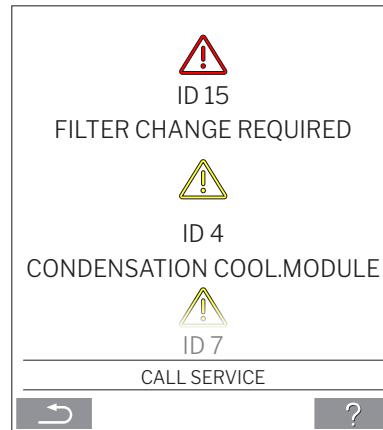 ID 15
FILTER CHANGE REQUIRED
ID 4
CONDENSATION COOL.MODULE
ID 7
CALL SERVICE
?